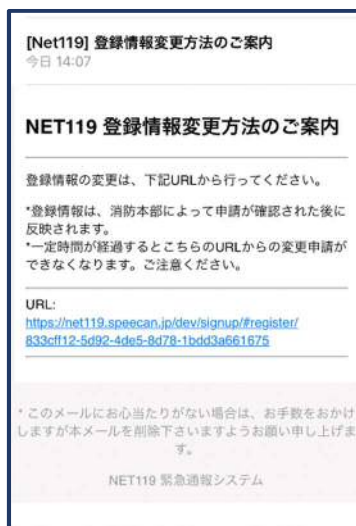 [Net119] 登録情報変更方法のご案内
今日 14:07
NET119 登録情報変更方法のご案内
登録情報の変更は、下記URLから行ってください。
*登録情報は、消防本部によって申請が確認された後に
反映されます。
*一定時間が経過するとこちらのURLからの変更申請が
できなくなります。ご注意ください。
URL:
https://net119.speecan.jp/dev/signup/#register/
833cff12-5d92-4de5-8d78-1bdd3a661675
* このメールにお心当たりがない場合は、お手数をおかけ
しますが本メールを削除下さいますようお願い申し上げま
す。
NET119 緊急通報システム